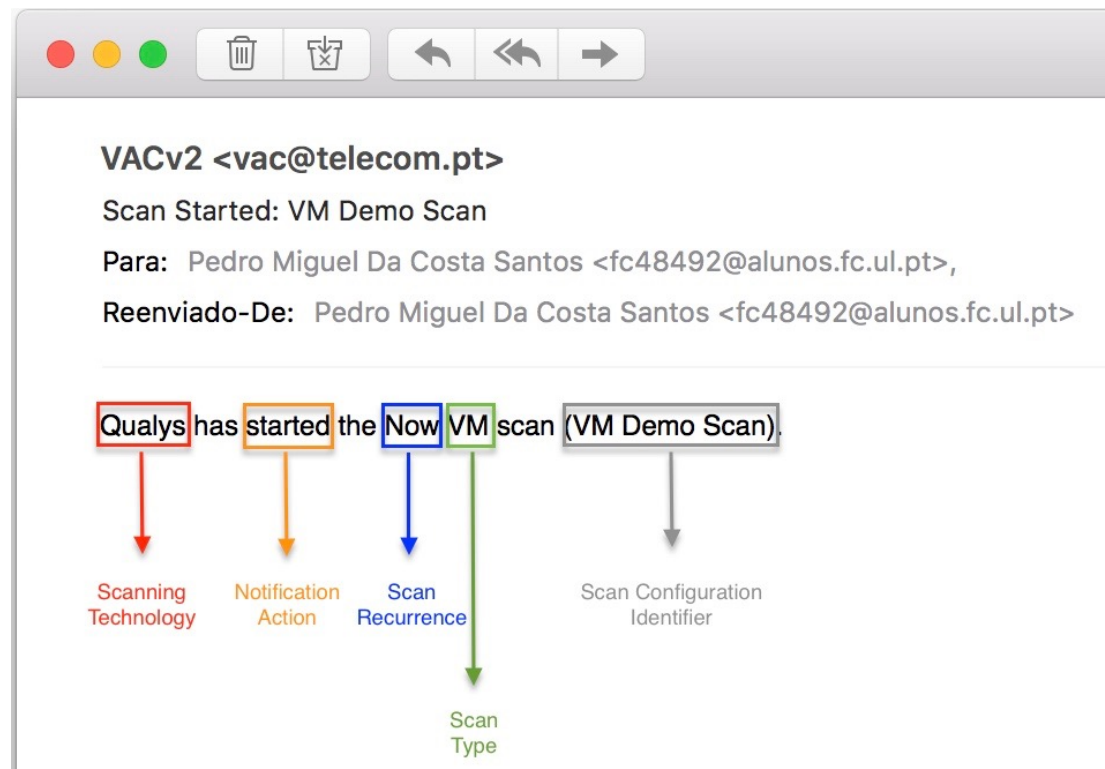 VACv2 <vac@telecom.pt>
Scan Started: VM Demo Scan
Para: Pedro Miguel Da Costa Santos <fc48492@alunos.fc.ul.pt>,
Reenviado-De: Pedro Miguel Da Costa Santos <fc48492@alunos.fc.ul.pt>
Qualys has started the Now VM scan (VM Demo Scan).
Scanning
Technology
Notification
Action
Scan
Recurrence
Scan Configuration
Identifier
Scan
Type